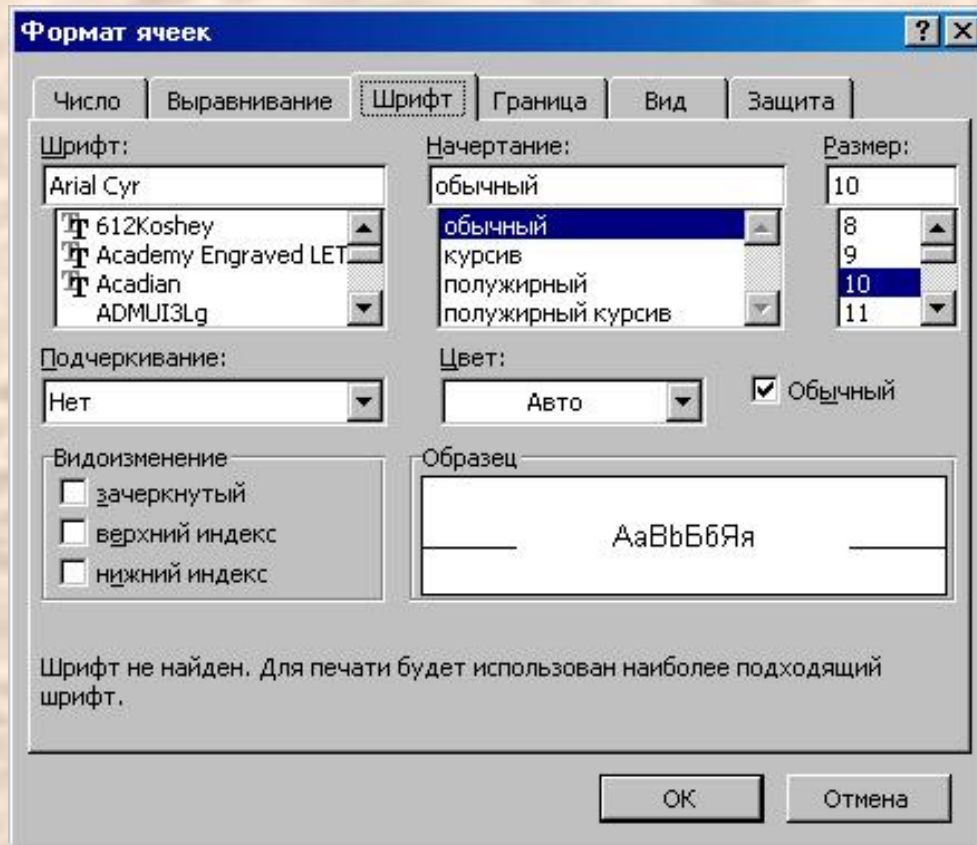 Формат ячеек
Число Выравнивание Шрифт Граница Вид Защита
Шрифт: Начертание: Размер:
Arial Cyr обычный 10
612Koshey обычный 8
Academy Engraved LET курсив 9
Acadian полужирный 10
ADMUI3Lg полужирный курсив 11
Подчеркивание: Цвет:
Нет Авто Обычный
Видоизменение Образец
зачеркнутый
верхний индекс АаBbБбЯя
нижний индекс
Шрифт не найден. Для печати будет использован наиболее подходящий
шрифт.
ОК Отмена